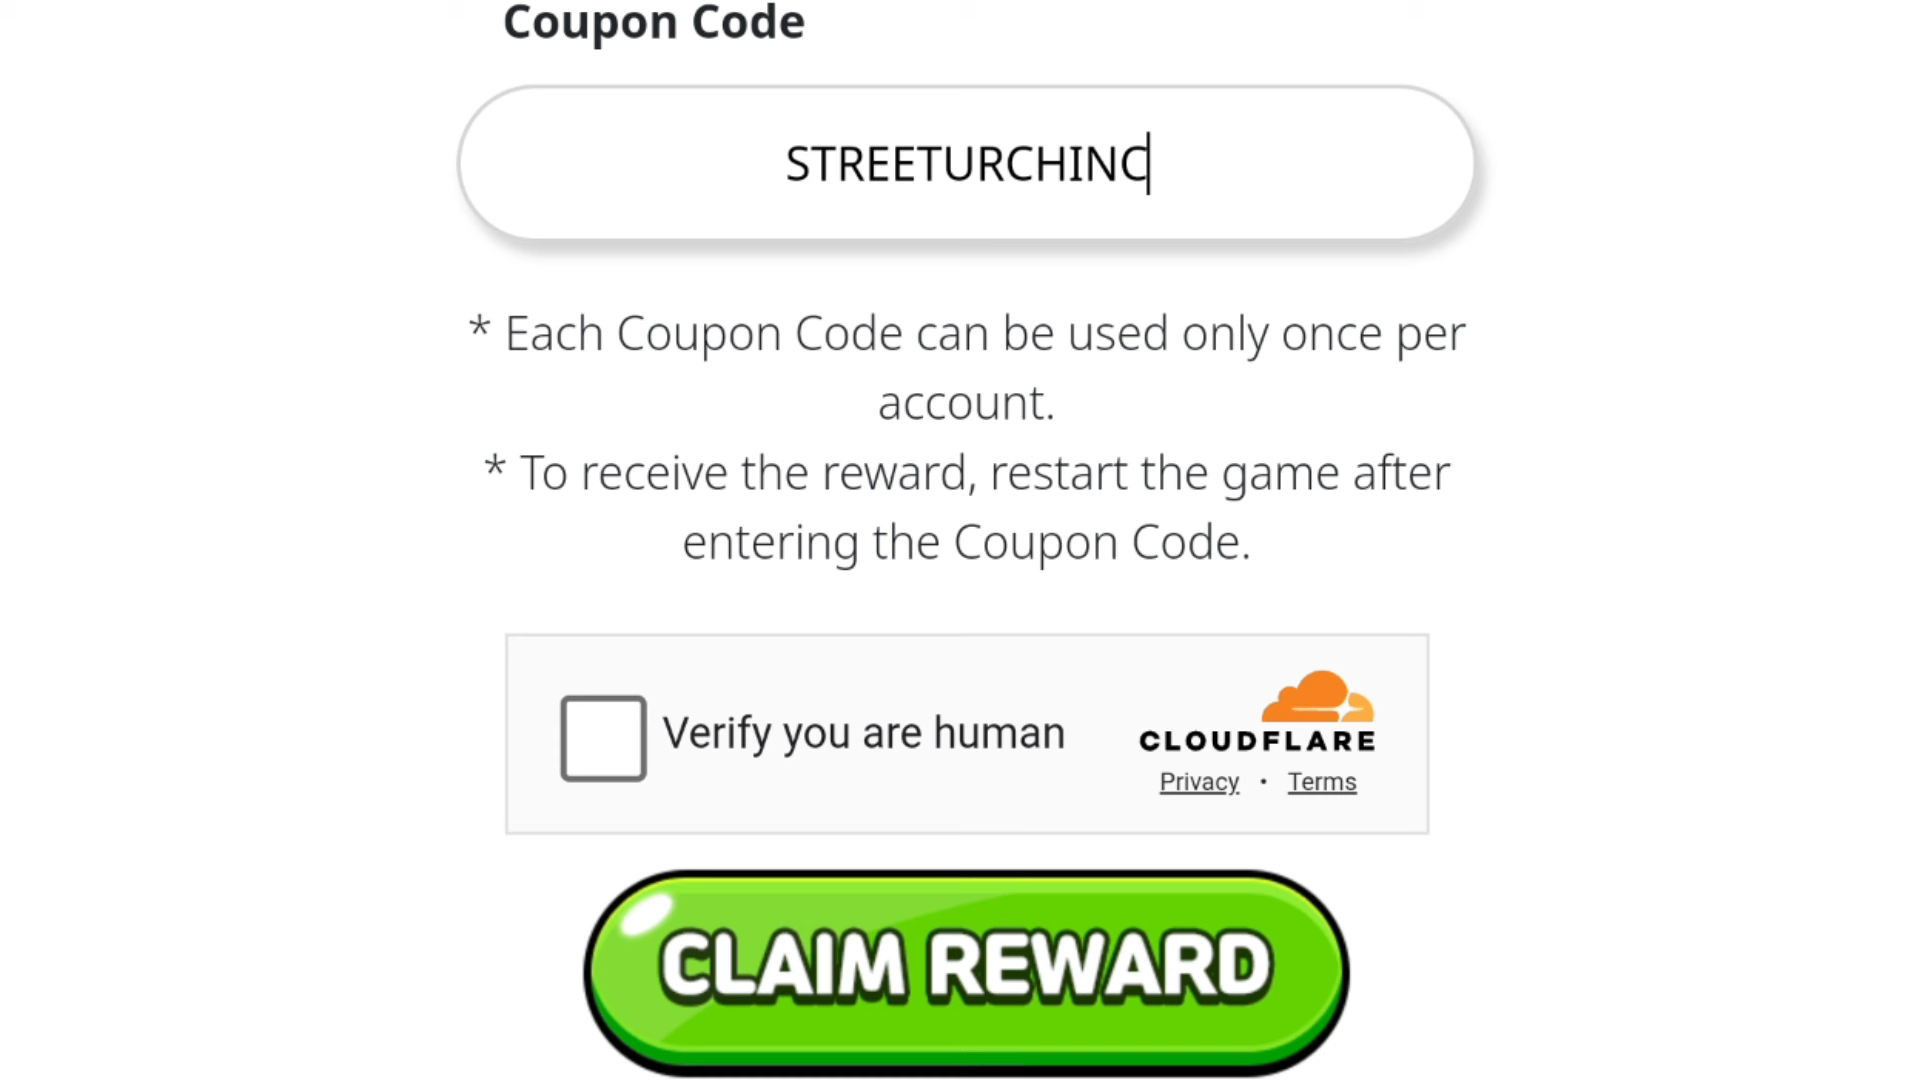 Coupon Code
STREETURCHINC
* Each Coupon Code can be used only once per
account.
* To receive the reward, restart the game after
entering the Coupon Code.
Verify you are human
CLOUDFLARE
Privacy • Terms
CLAIM REWARD